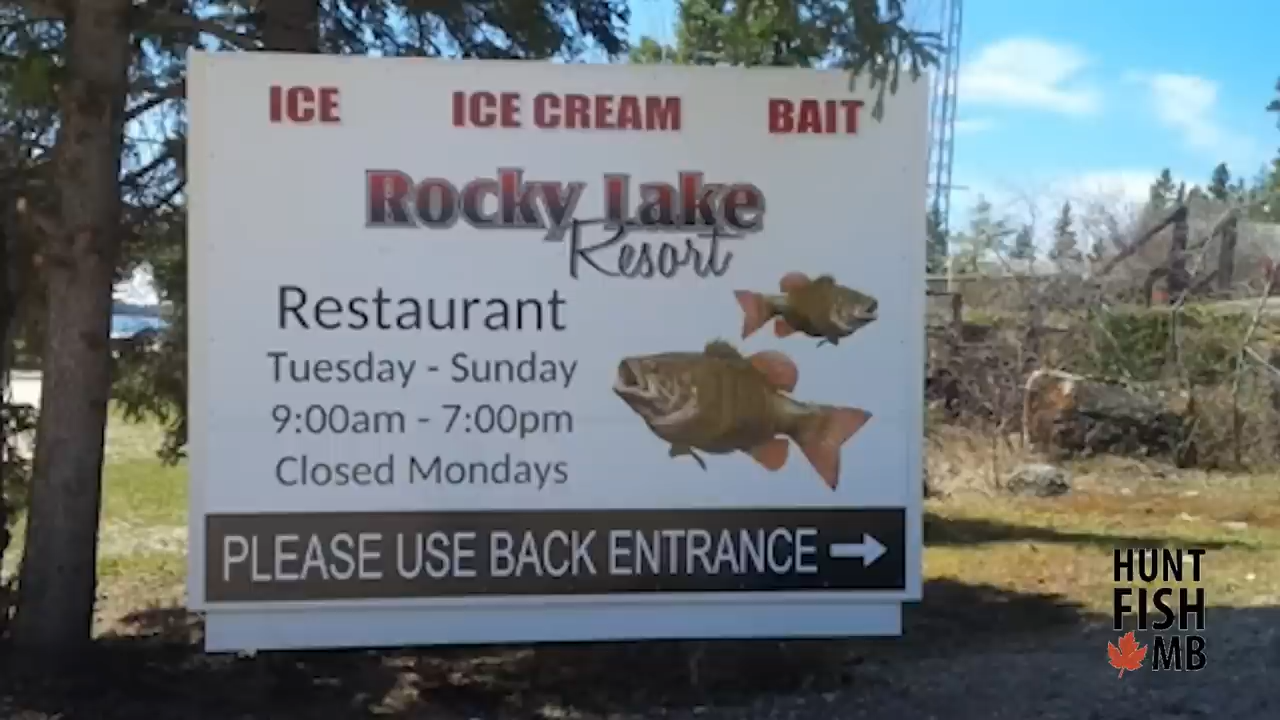 ICE ICE CREAM BAIT
Rocky Lake
Resort
Restaurant
Tuesday - Sunday
9:00am - 7:00pm
Closed Mondays
PLEASE USE BACK ENTRANCE →
HUNT
FISH
MB